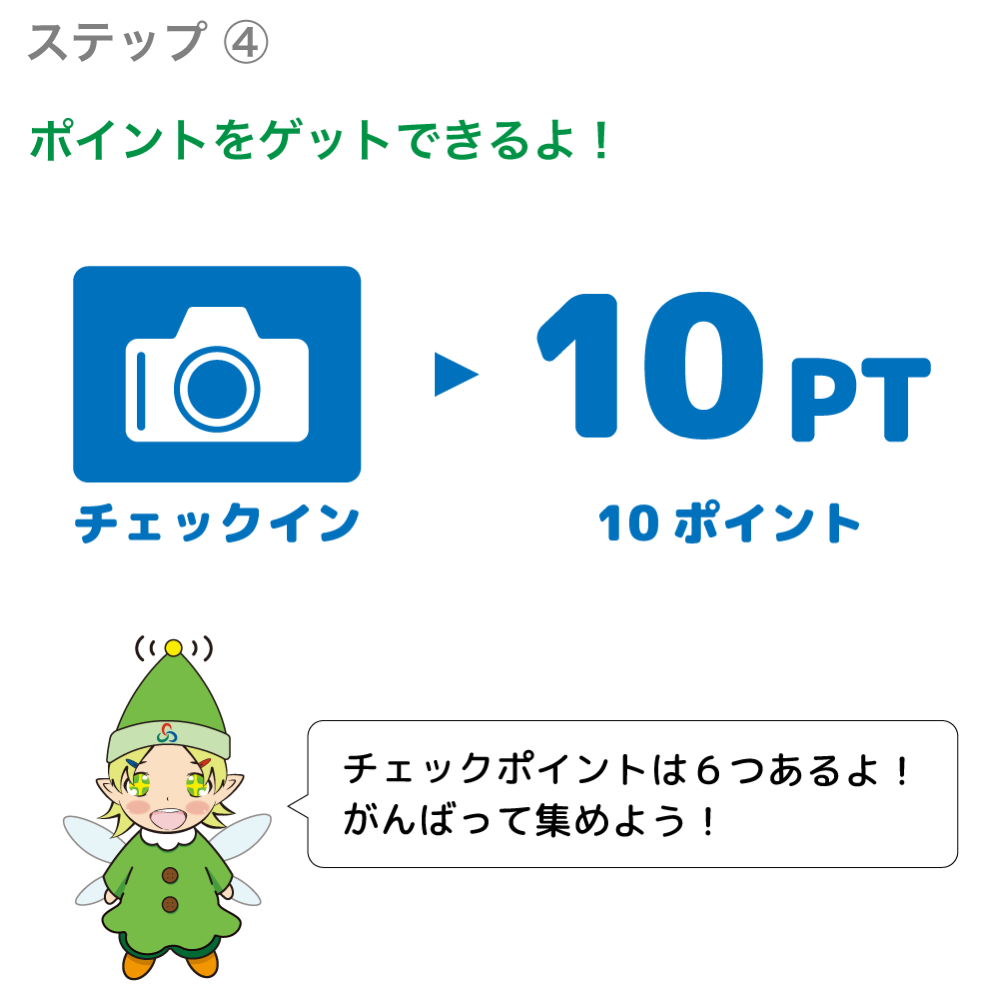 ステップ ④
ポイントをゲットできるよ！
10 PT
チェックイン
10 ポイント
チェックポイントは６つあるよ！
がんばって集めよう！